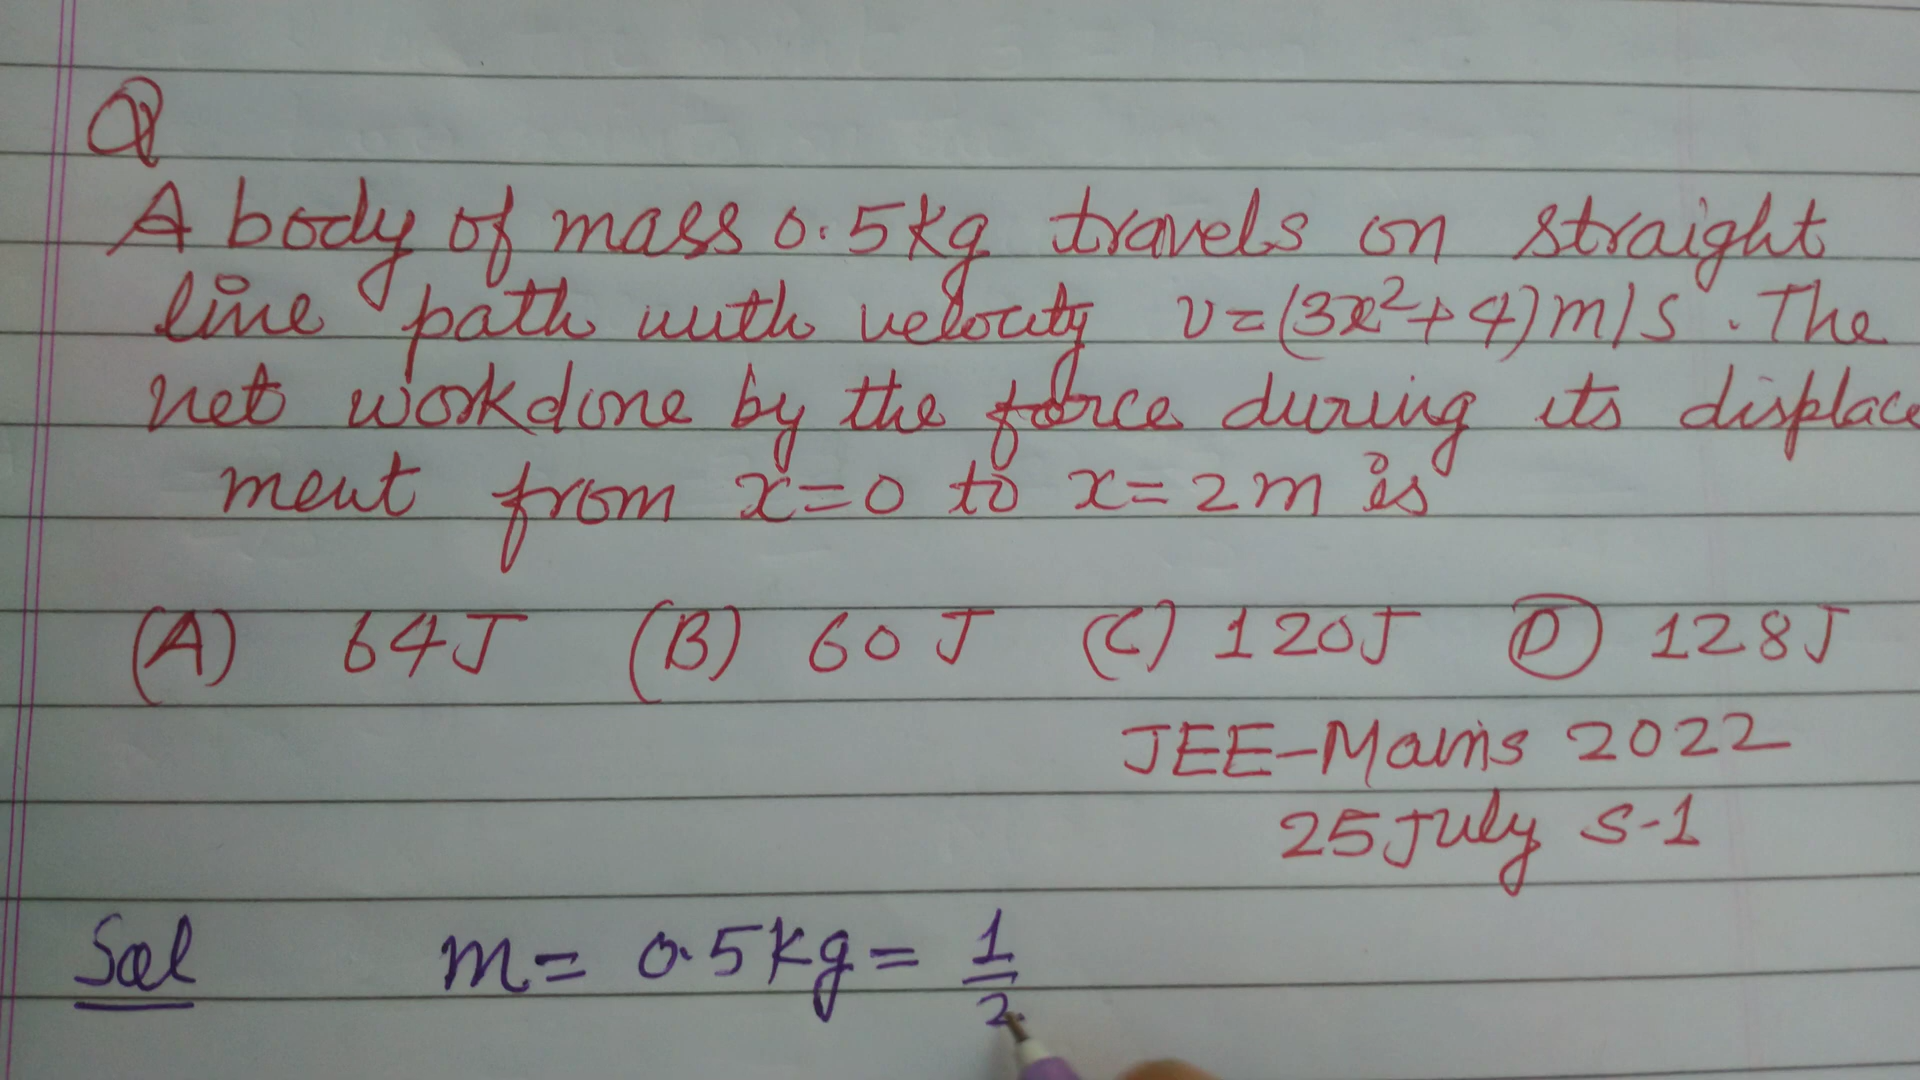 Q
A body of mass 0.5kg travels on straight
line path with velocity v=(3x²+4)m/s. The
net workdone by the force during its displace
ment from x=0 to x=2m is
(A) 64J (B) 60J (C) 120J (D) 128J
JEE-Mains 2022
25 July S-1
Sol m= 0.5kg= 1/2